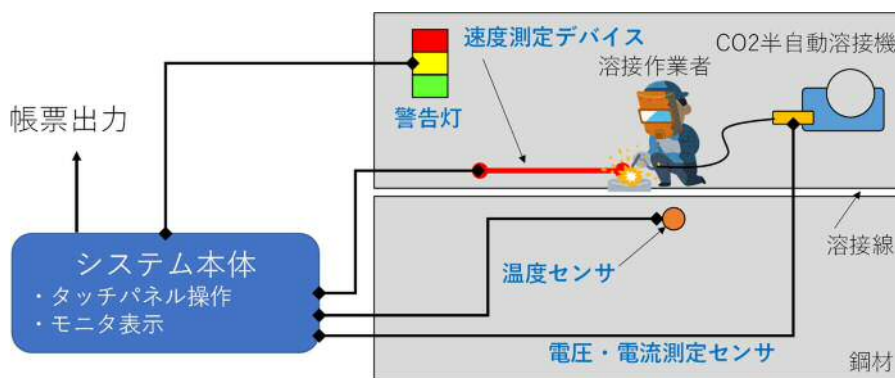 速度測定デバイス
CO2半自動溶接機
溶接作業者
帳票出力
警告灯
溶接線
システム本体
・タッチパネル操作
・モニタ表示
温度センサ
電圧・電流測定センサ
鋼材